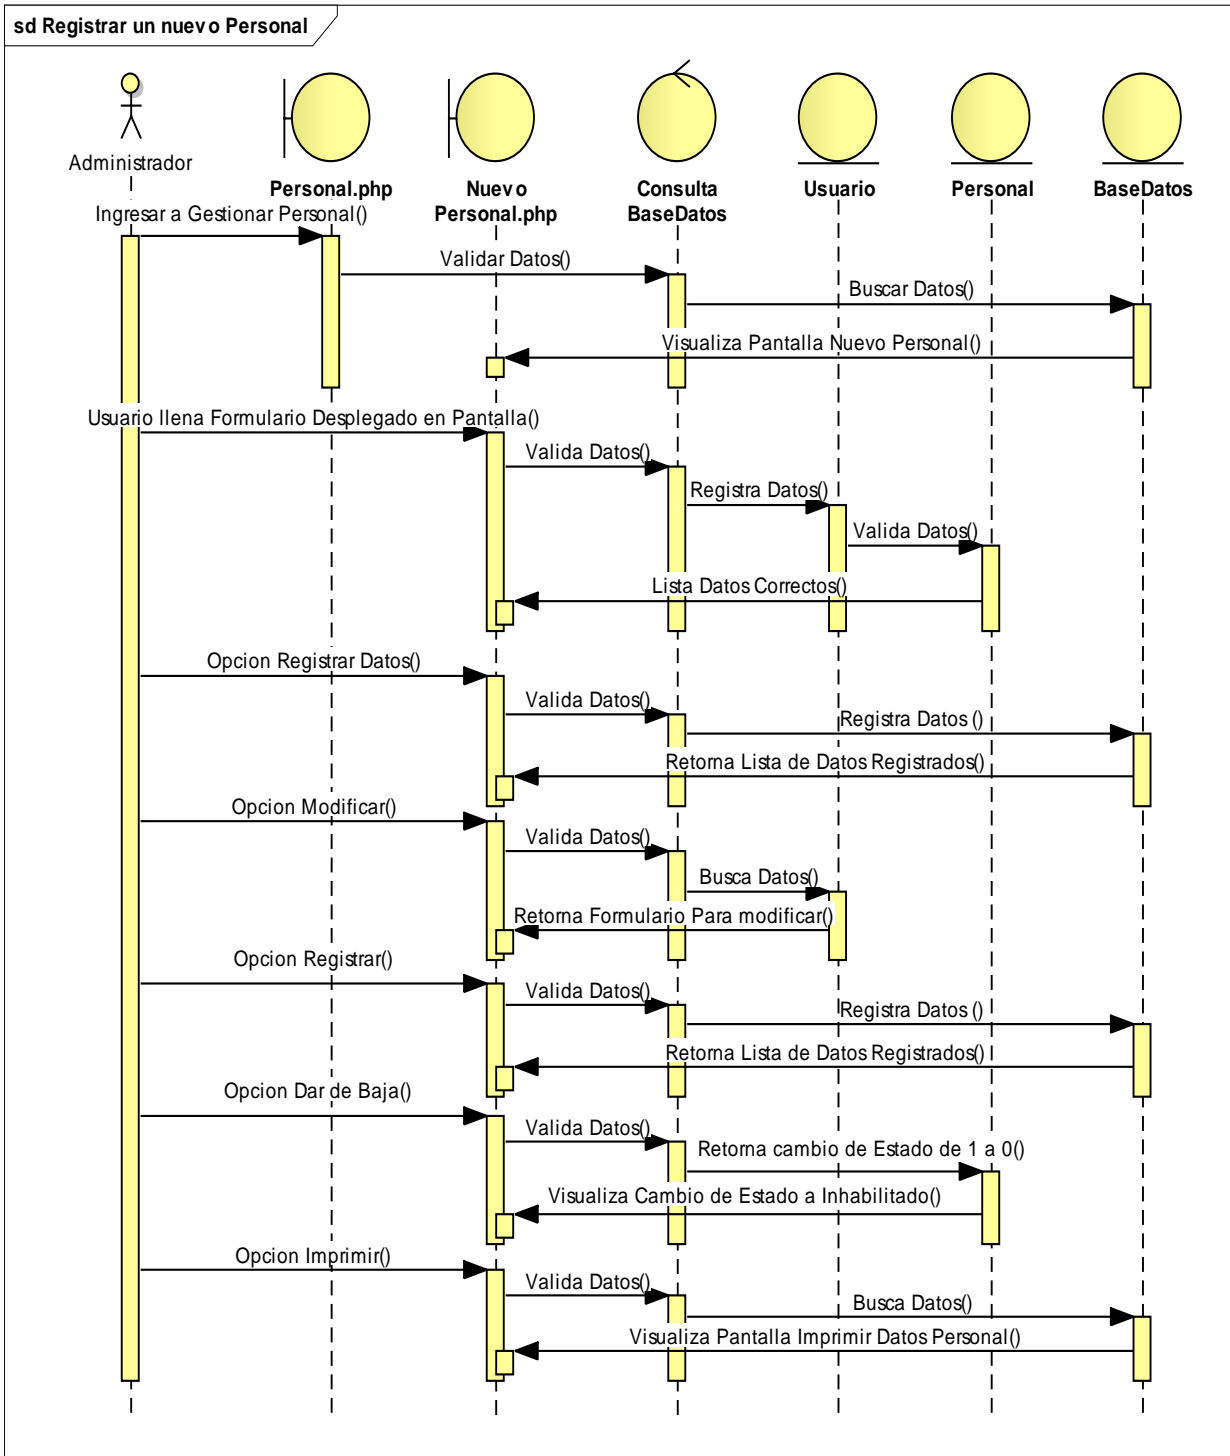 sd Registrar un nuevo Personal
Administrador
Personal.php
Nuevo
Personal.php
Consulta
BaseDatos
Usuario
Personal
BaseDatos
Ingresar a Gestionar Personal()
Validar Datos()
Buscar Datos()
Visualiza Pantalla Nuevo Personal()
Usuario llena Formulario Desplegado en Pantalla()
Valida Datos()
Registra Datos()
Valida Datos()
Lista Datos Correctos()
Opcion Registrar Datos()
Valida Datos()
Registra Datos ()
Retorna Lista de Datos Registrados()
Opcion Modificar()
Valida Datos()
Busca Datos()
Retorna Formulario Para modificar()
Opcion Registrar()
Valida Datos()
Registra Datos ()
Retorna Lista de Datos Registrados()
Opcion Dar de Baja()
Valida Datos()
Retorna cambio de Estado de 1 a 0()
Visualiza Cambio de Estado a Inhabilitado()
Opcion Imprimir()
Valida Datos()
Busca Datos()
Visualiza Pantalla Imprimir Datos Personal()